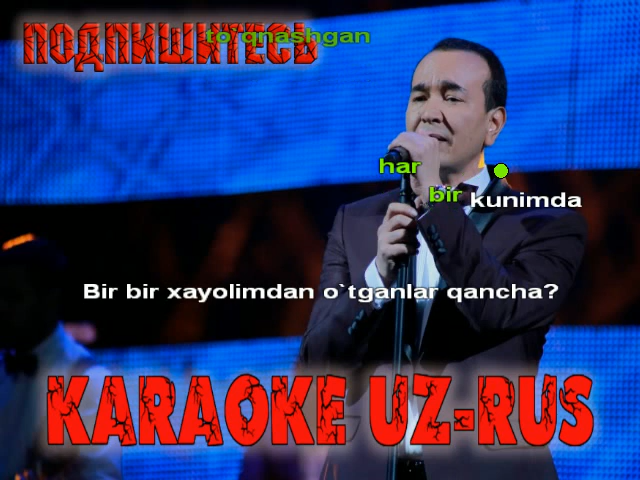 ПОДПИШИТЕСЬ
to`qnashgan
har
bir kunimda
Bir bir xayolimdan o`tganlar qancha?
KARAOKE UZ-RUS